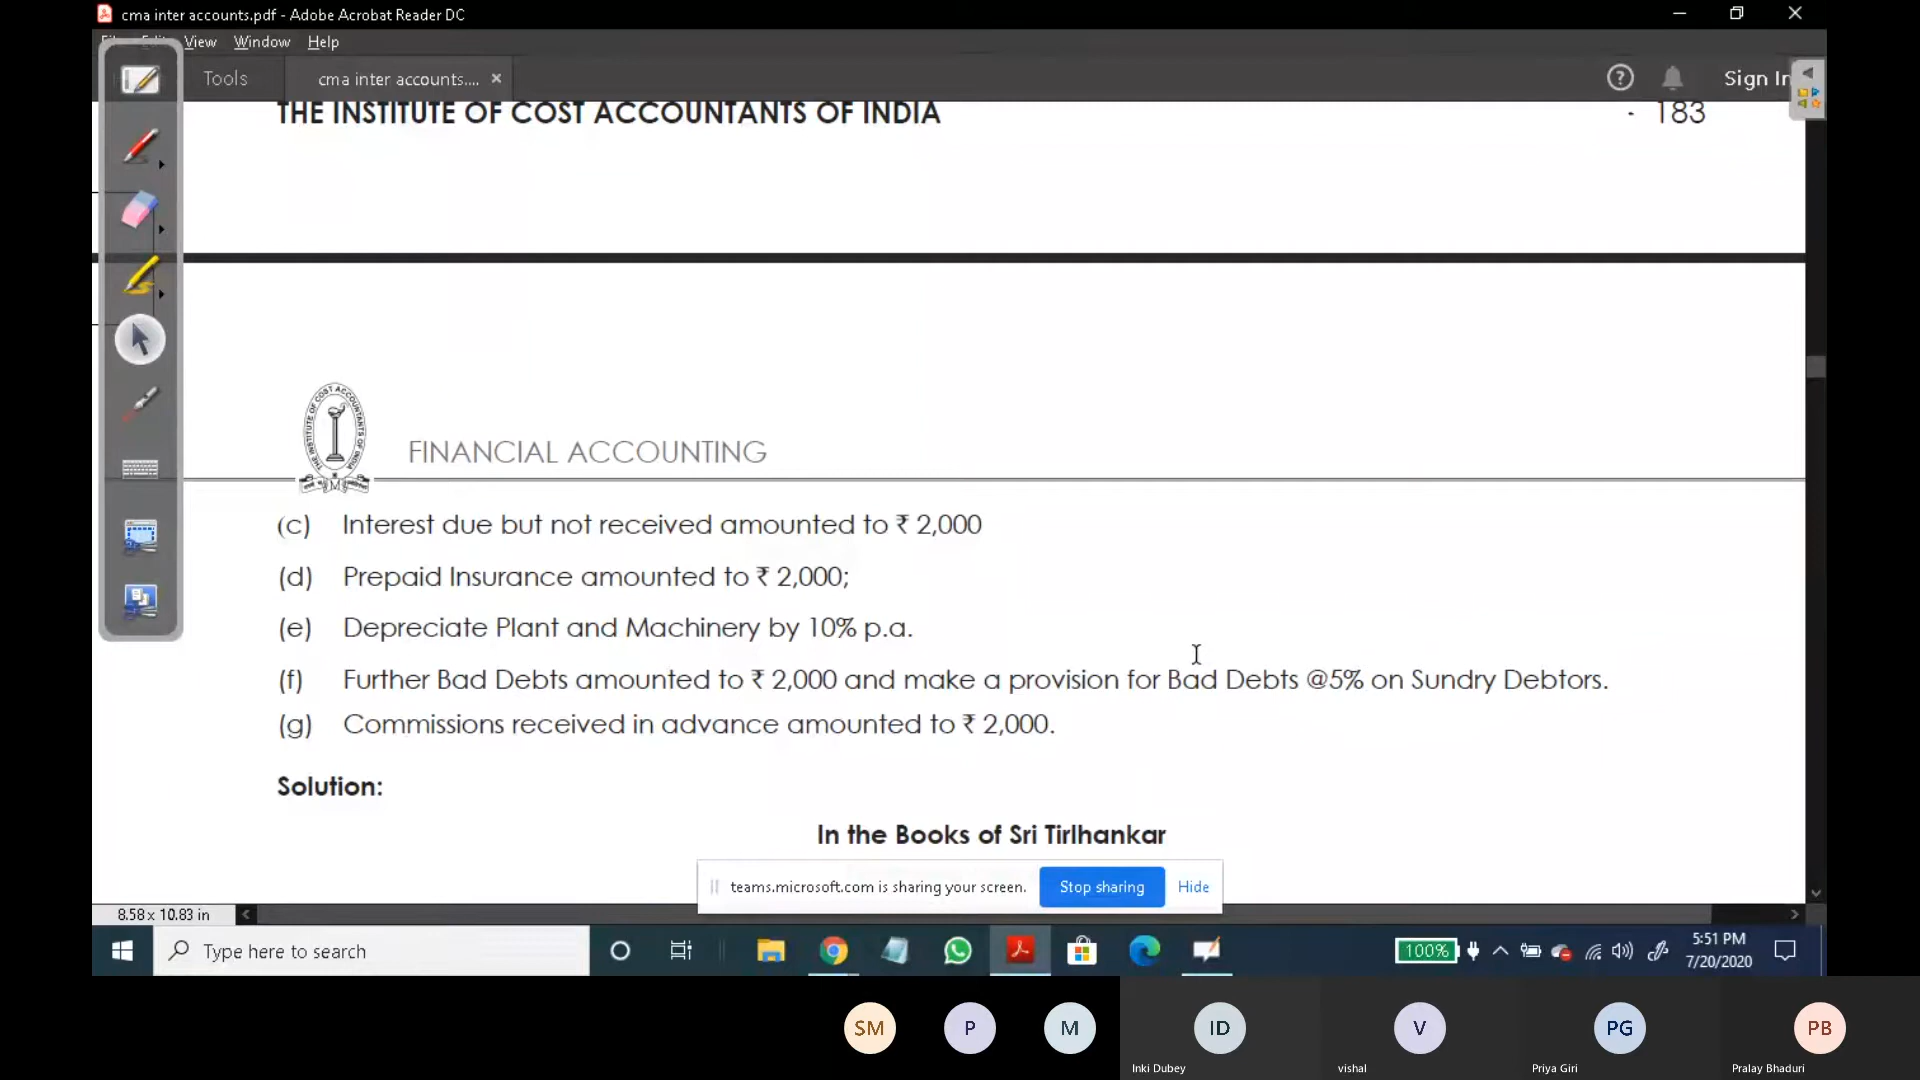 cma inter accounts.pdf - Adobe Acrobat Reader DC
View Window Help
Tools cma inter accounts.... × Sign In
THE INSTITUTE OF COST ACCOUNTANTS OF INDIA 183
FINANCIAL ACCOUNTING
(c) Interest due but not received amounted to ₹ 2,000
(d) Prepaid Insurance amounted to ₹ 2,000;
(e) Depreciate Plant and Machinery by 10% p.a.
(f) Further Bad Debts amounted to ₹ 2,000 and make a provision for Bad Debts @5% on Sundry Debtors.
(g) Commissions received in advance amounted to ₹ 2,000.
Solution:
In the Books of Sri Tirlhankar
teams.microsoft.com is sharing your screen. Stop sharing Hide
8.58 x 10.83 in
Type here to search 100% 5:51 PM
7/20/2020
SM P M ID V PG PB
Inki Dubey vishal Priya Giri Pralay Bhaduri